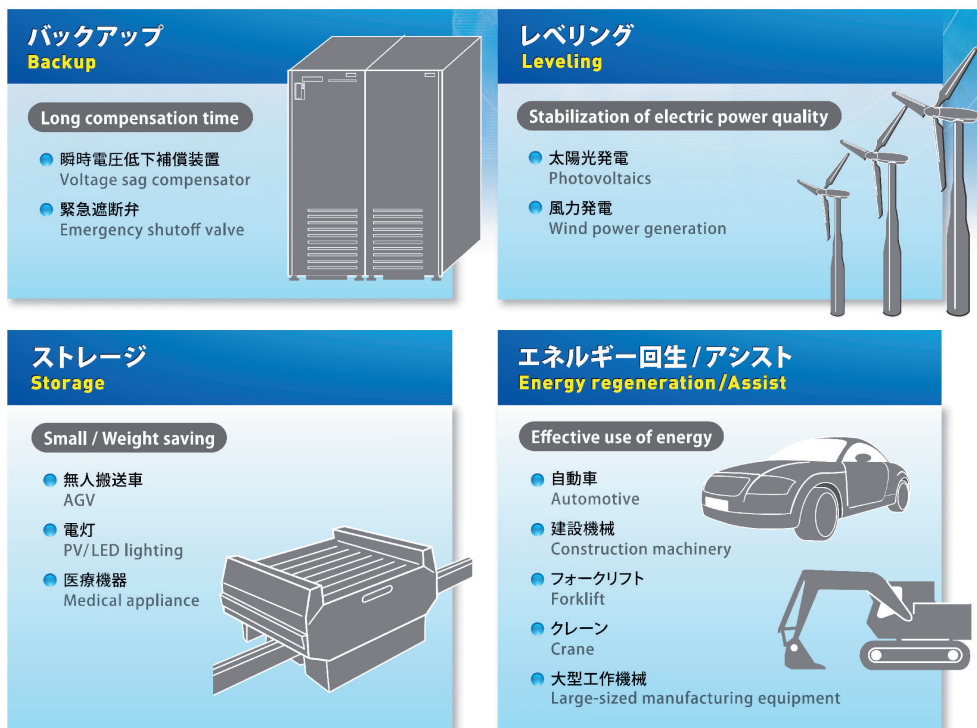 バックアップ
Backup
Long compensation time
瞬時電圧低下補償装置
Voltage sag compensator
緊急遮断弁
Emergency shutoff valve
レベリング
Leveling
Stabilization of electric power quality
太陽光発電
Photovoltaics
風力発電
Wind power generation
ストレージ
Storage
Small / Weight saving
無人搬送車
AGV
電灯
PV/LED lighting
医療機器
Medical appliance
エネルギー回生/アシスト
Energy regeneration/Assist
Effective use of energy
自動車
Automotive
建設機械
Construction machinery
フォークリフト
Forklift
クレーン
Crane
大型工作機械
Large-sized manufacturing equipment